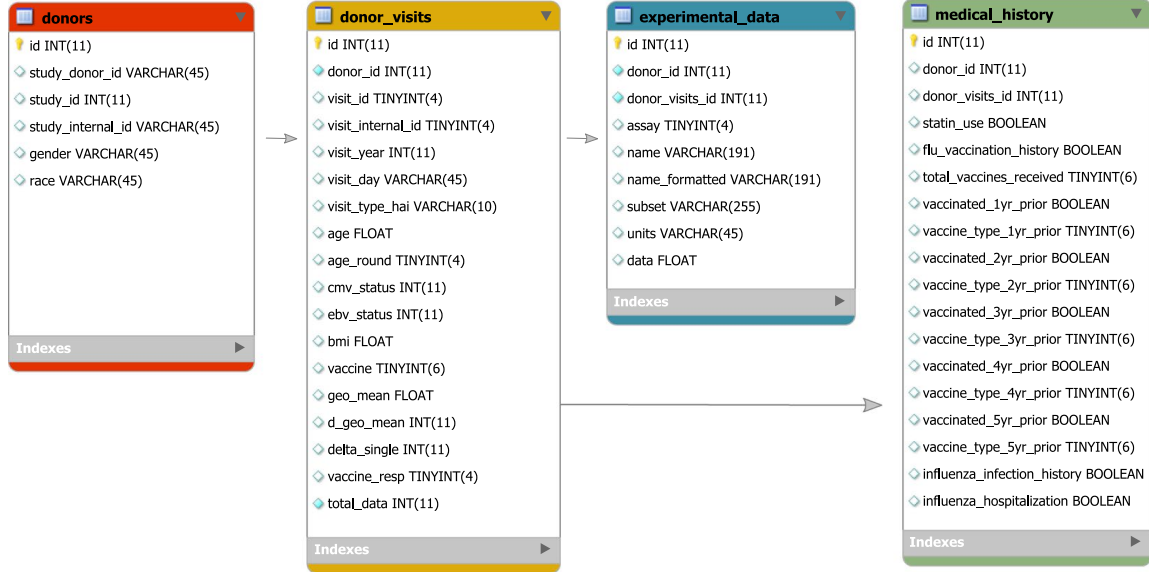 donors
id INT(11)
study_donor_id VARCHAR(45)
study_id INT(11)
study_internal_id VARCHAR(45)
gender VARCHAR(45)
race VARCHAR(45)
Indexes
donor_visits
id INT(11)
donor_id INT(11)
visit_id TINYINT(4)
visit_internal_id TINYINT(4)
visit_year INT(11)
visit_day VARCHAR(45)
visit_type_hai VARCHAR(10)
age FLOAT
age_round TINYINT(4)
cmv_status INT(11)
ebv_status INT(11)
bmi FLOAT
vaccine TINYINT(6)
geo_mean FLOAT
d_geo_mean INT(11)
delta_single INT(11)
vaccine_resp TINYINT(4)
total_data INT(11)
Indexes
experimental_data
id INT(11)
donor_id INT(11)
donor_visits_id INT(11)
assay TINYINT(4)
name VARCHAR(191)
name_formatted VARCHAR(191)
subset VARCHAR(255)
units VARCHAR(45)
data FLOAT
Indexes
medical_history
id INT(11)
donor_id INT(11)
donor_visits_id INT(11)
statin_use BOOLEAN
flu_vaccination_history BOOLEAN
total_vaccines_received TINYINT(6)
vaccinated_1yr_prior BOOLEAN
vaccine_type_1yr_prior TINYINT(6)
vaccinated_2yr_prior BOOLEAN
vaccine_type_2yr_prior TINYINT(6)
vaccinated_3yr_prior BOOLEAN
vaccine_type_3yr_prior TINYINT(6)
vaccinated_4yr_prior BOOLEAN
vaccine_type_4yr_prior TINYINT(6)
vaccinated_5yr_prior BOOLEAN
vaccine_type_5yr_prior TINYINT(6)
influenza_infection_history BOOLEAN
influenza_hospitalization BOOLEAN
Indexes